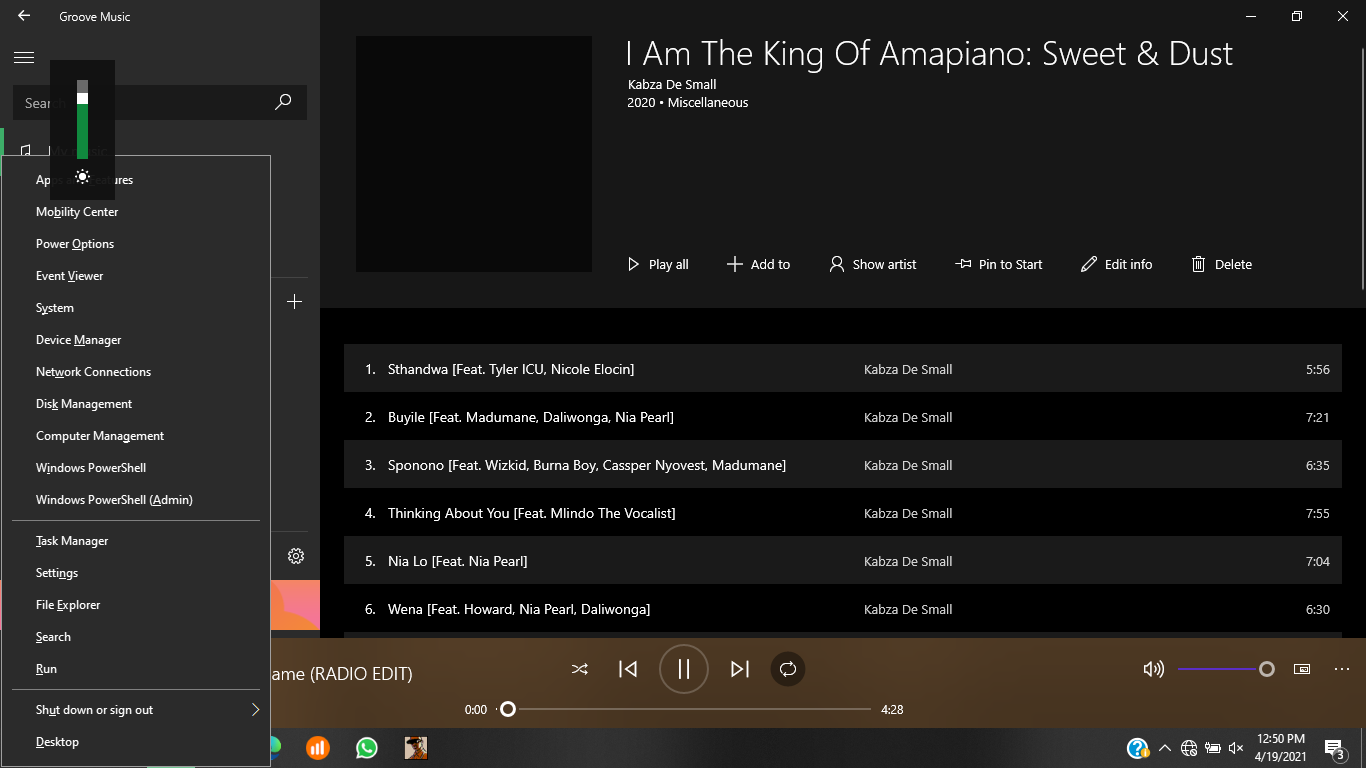 Groove Music
Search
My music
Apps and Features
Mobility Center
Power Options
Event Viewer
System
Device Manager
Network Connections
Disk Management
Computer Management
Windows PowerShell
Windows PowerShell (Admin)
Task Manager
Settings
File Explorer
Search
Run
Shut down or sign out
Desktop
I Am The King Of Amapiano: Sweet & Dust
Kabza De Small
2020 • Miscellaneous
Play all
Add to
Show artist
Pin to Start
Edit info
Delete
1. Sthandwa [Feat. Tyler ICU, Nicole Elocin] Kabza De Small 5:56
2. Buyile [Feat. Madumane, Daliwonga, Nia Pearl] Kabza De Small 7:21
3. Sponono [Feat. Wizkid, Burna Boy, Cassper Nyovest, Madumane] Kabza De Small 6:35
4. Thinking About You [Feat. Mlindo The Vocalist] Kabza De Small 7:55
5. Nia Lo [Feat. Nia Pearl] Kabza De Small 7:04
6. Wena [Feat. Howard, Nia Pearl, Daliwonga] Kabza De Small 6:30
ame (RADIO EDIT)
0:00
4:28
12:50 PM
4/19/2021
3